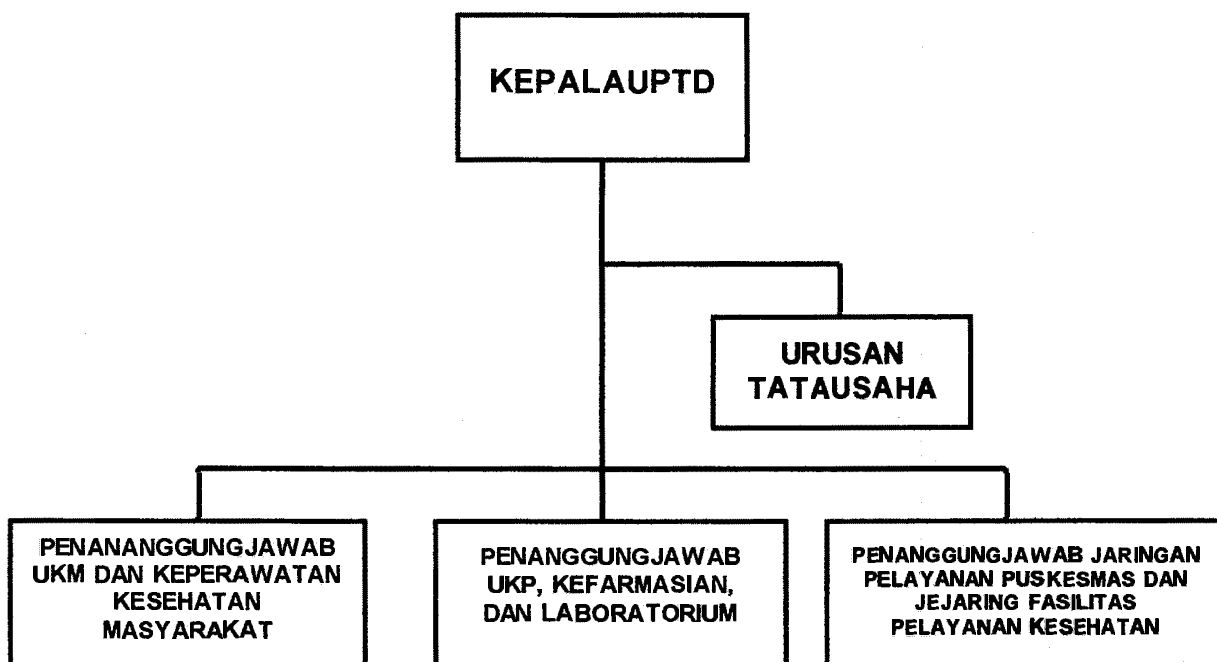 KEPALAUPTD
URUSAN
TATAUSAHA
PENANANGGUNGJAWAB
UKM DAN KEPERAWATAN
KESEHATAN
MASYARAKAT
PENANGGUNGJAWAB
UKP, KEFARMASIAN,
DAN LABORATORIUM
PENANGGUNGJAWAB JARINGAN
PELAYANAN PUSKESMAS DAN
JEJARING FASILITAS
PELAYANAN KESEHATAN